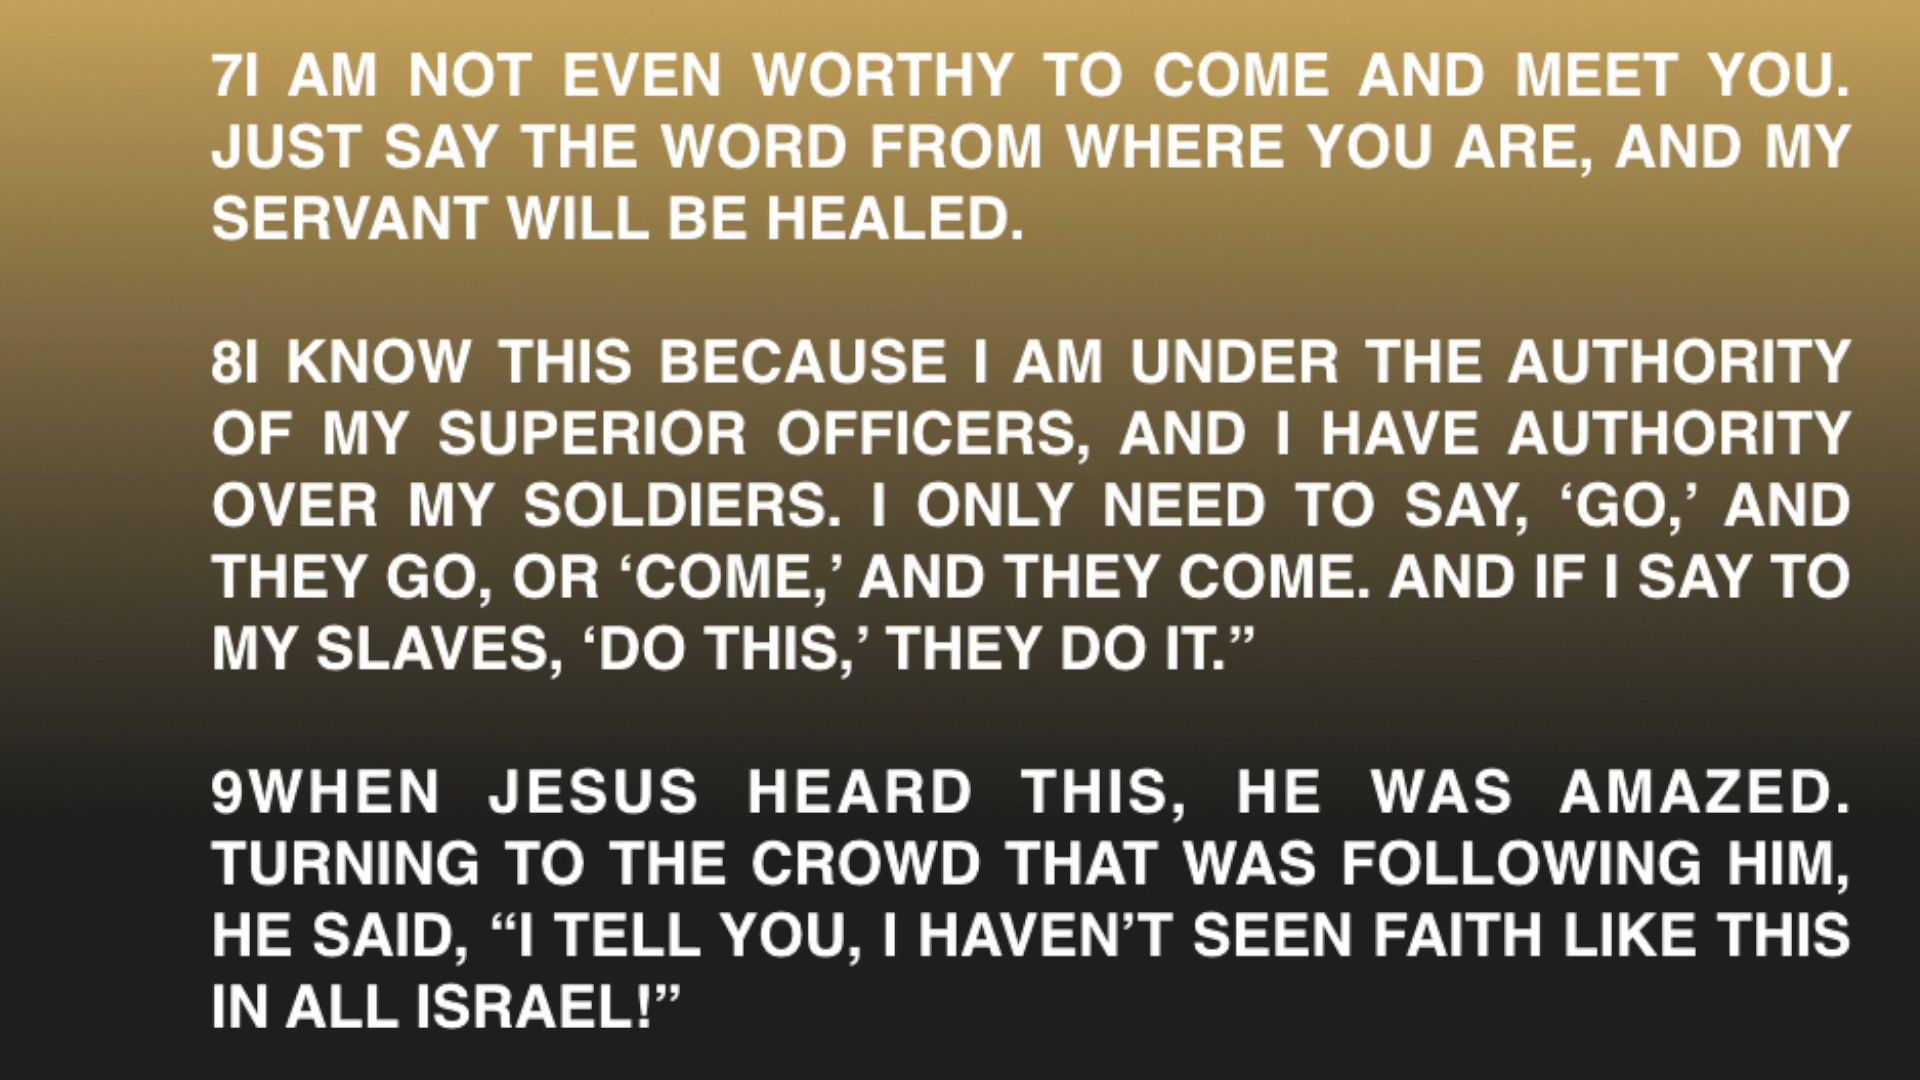 7I AM NOT EVEN WORTHY TO COME AND MEET YOU.
JUST SAY THE WORD FROM WHERE YOU ARE, AND MY
SERVANT WILL BE HEALED.
8I KNOW THIS BECAUSE I AM UNDER THE AUTHORITY
OF MY SUPERIOR OFFICERS, AND I HAVE AUTHORITY
OVER MY SOLDIERS. I ONLY NEED TO SAY, ‘GO,’ AND
THEY GO, OR ‘COME,’ AND THEY COME. AND IF I SAY TO
MY SLAVES, ‘DO THIS,’ THEY DO IT.”
9WHEN JESUS HEARD THIS, HE WAS AMAZED.
TURNING TO THE CROWD THAT WAS FOLLOWING HIM,
HE SAID, “I TELL YOU, I HAVEN’T SEEN FAITH LIKE THIS
IN ALL ISRAEL!”